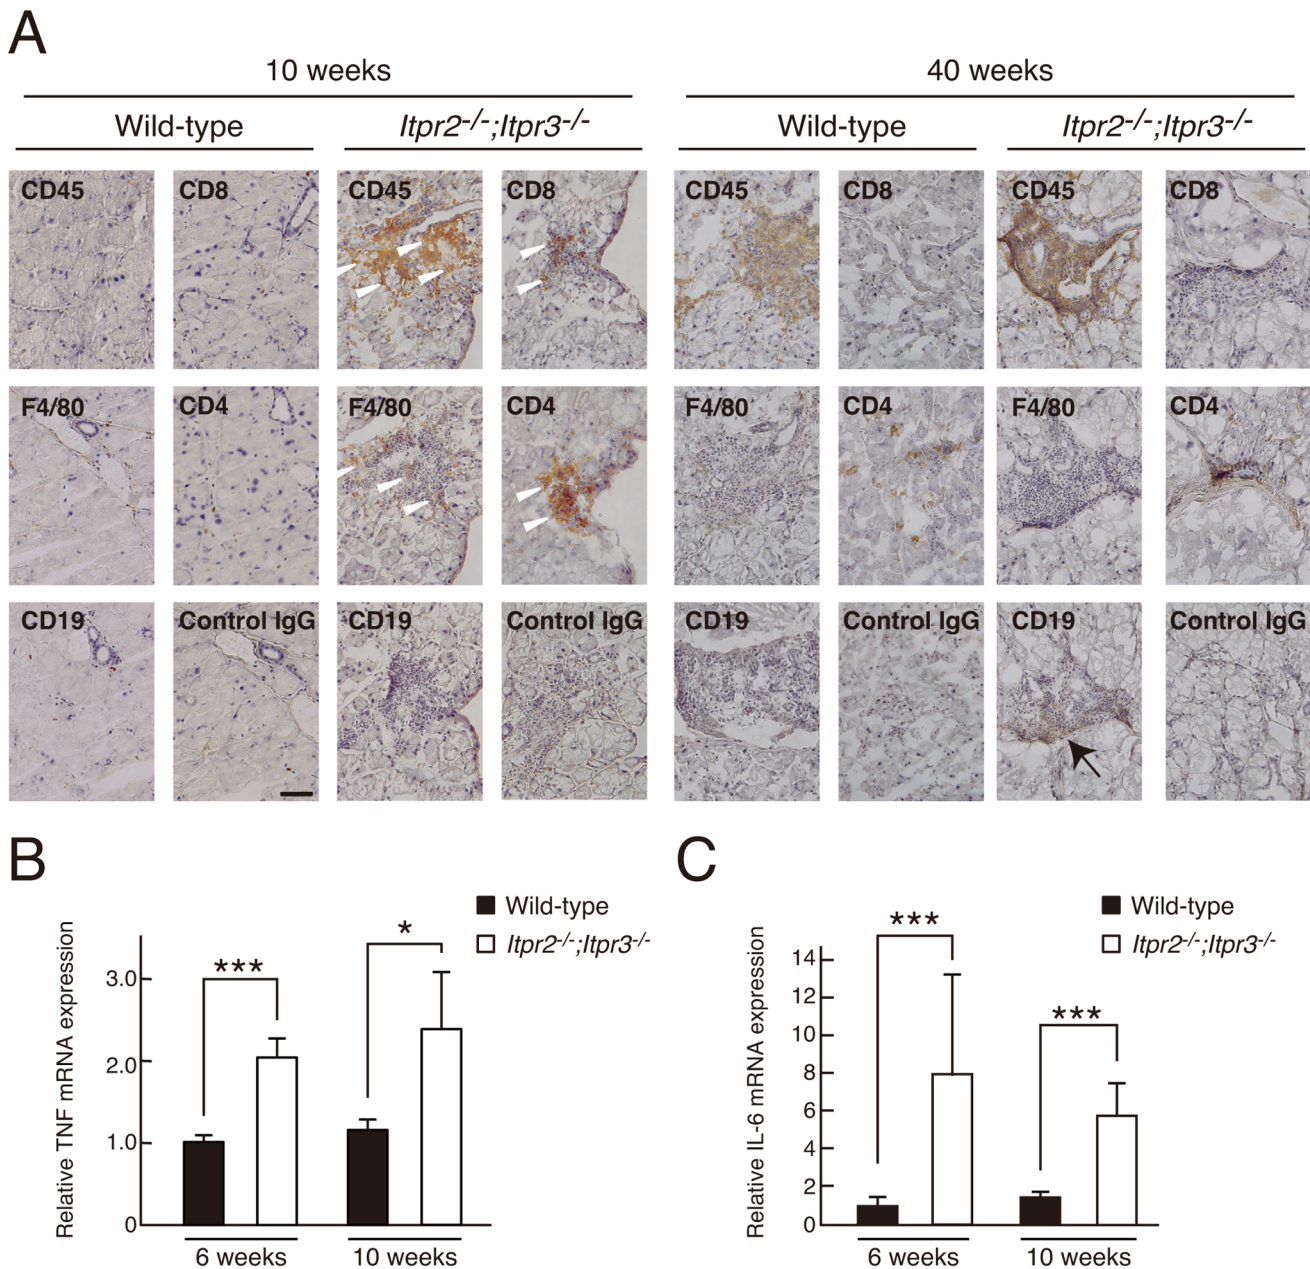 A
10 weeks 40 weeks
Wild-type Itpr2-/-;Itpr3-/- Wild-type Itpr2-/-;Itpr3-/-
CD45 CD8 CD45 CD8 CD45 CD8 CD45 CD8
F4/80 CD4 F4/80 CD4 F4/80 CD4 F4/80 CD4
CD19 Control IgG CD19 Control IgG CD19 Control IgG CD19 Control IgG
B
Wild-type
Itpr2-/-;Itpr3-/-
Relative TNF mRNA expression
3.0
2.0
1.0
0
***
*
6 weeks 10 weeks
C
Wild-type
Itpr2-/-;Itpr3-/-
Relative IL-6 mRNA expression
14
12
10
8
6
4
2
0
***
***
6 weeks 10 weeks